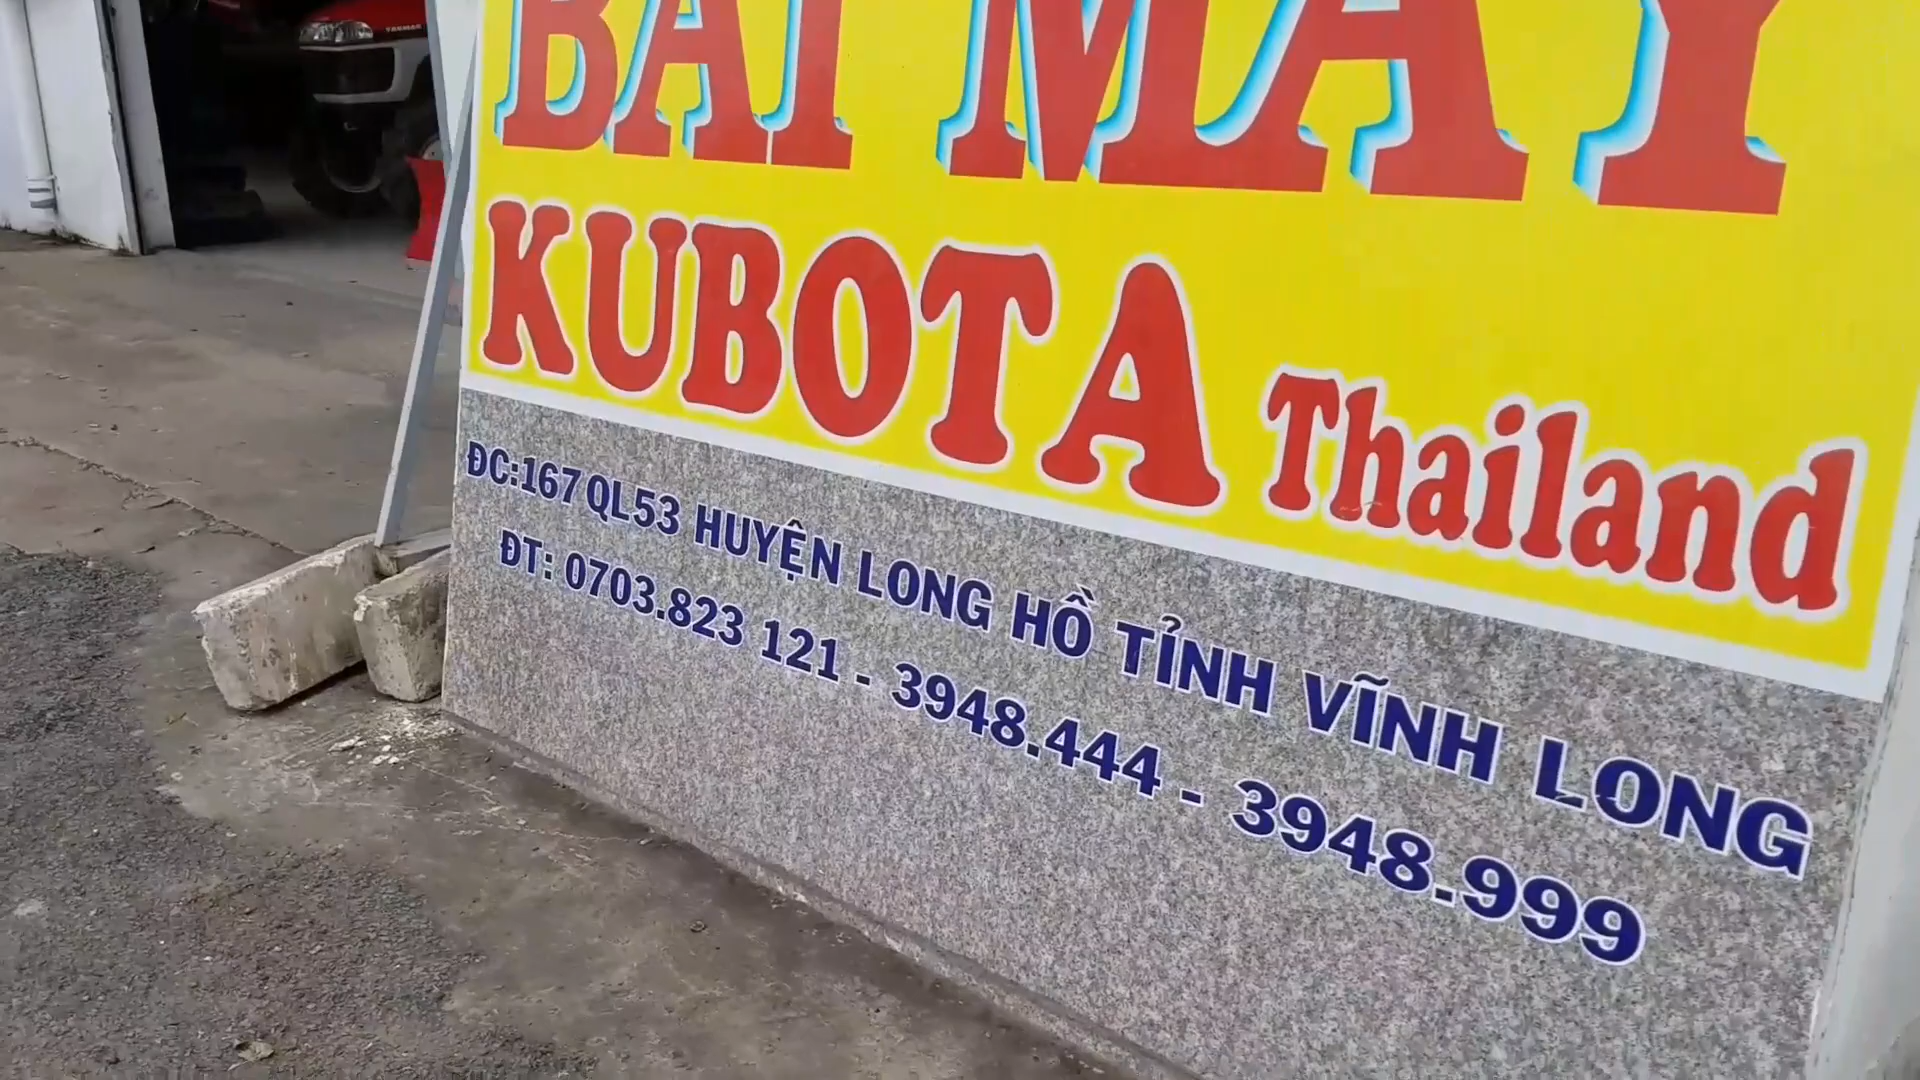 YANMAR
BÃI MÁY
KUBOTA Thailand
ĐC:167 QL53 HUYỆN LONG HỒ TỈNH VĨNH LONG
ĐT: 0703.823 121 - 3948.444 - 3948.999